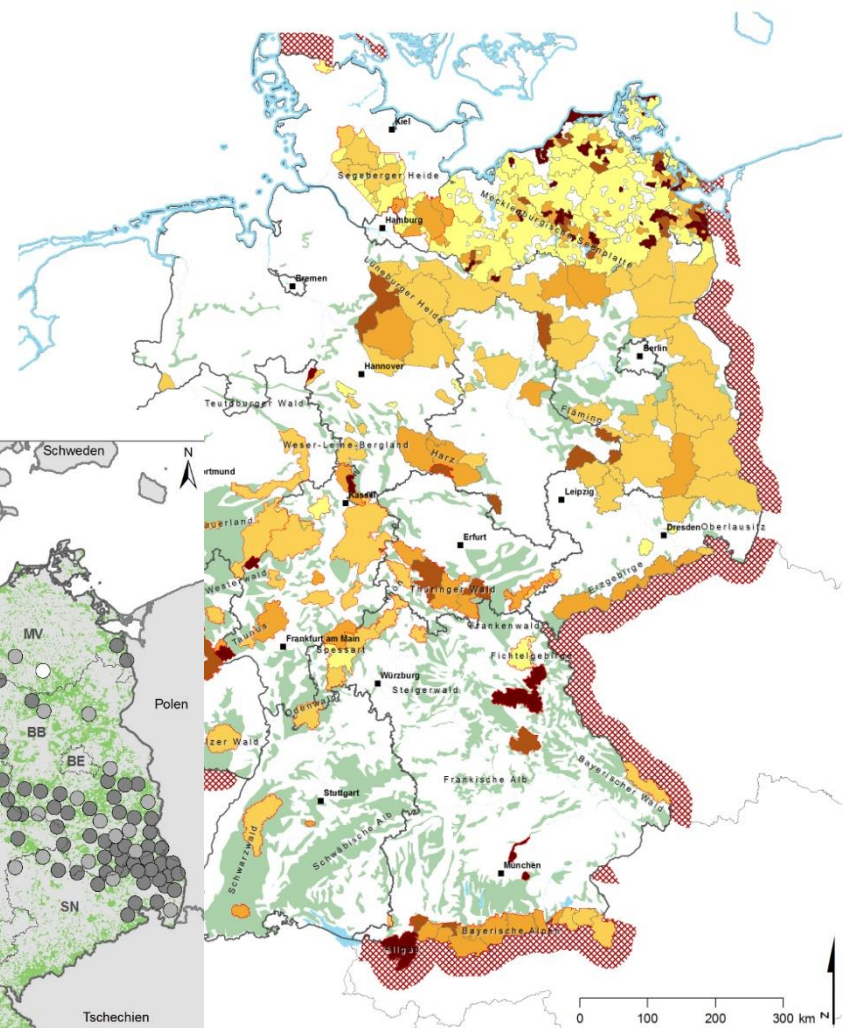 Kiel
Segeberger Heide
Mecklenburgische Seenplatte
Hamburg
Bremen
Lüneburger Heide
Berlin
Hannover
Teutoburger Wald
Fläming
Weser-Leine-Bergland
Harz
ortmund
Kassel
Leipzig
Dresden
Oberlausitz
auerland
Erfurt
Westerwald
Rhön
Thüringer Wald
Erzgebirge
Taunus
Frankenwald
Frankfurt am Main
Spessart
Fichtelgebirge
Würzburg
Steigerwald
Odenwald
lzer Wald
Bayerischer Wald
Fränkische Alb
Stuttgart
Schwarzwald
Schwäbische Alb
München
Bayerische Alpen
Allgäu
0 100 200 300 km
N
Schweden
N
MV
Polen
BB
BE
SN
Tschechien